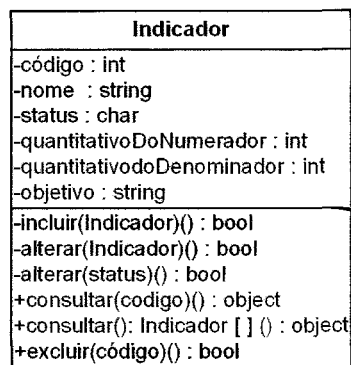 Indicador
-código : int
-nome : string
-status : char
-quantitativoDoNumerador : int
-quantitativodoDenominador : int
-objetivo : string
-incluir(Indicador)() : bool
-alterar(Indicador)() : bool
-alterar(status)() : bool
+consultar(codigo)() : object
+consultar(): Indicador [ ] () : object
+excluir(código)() : bool